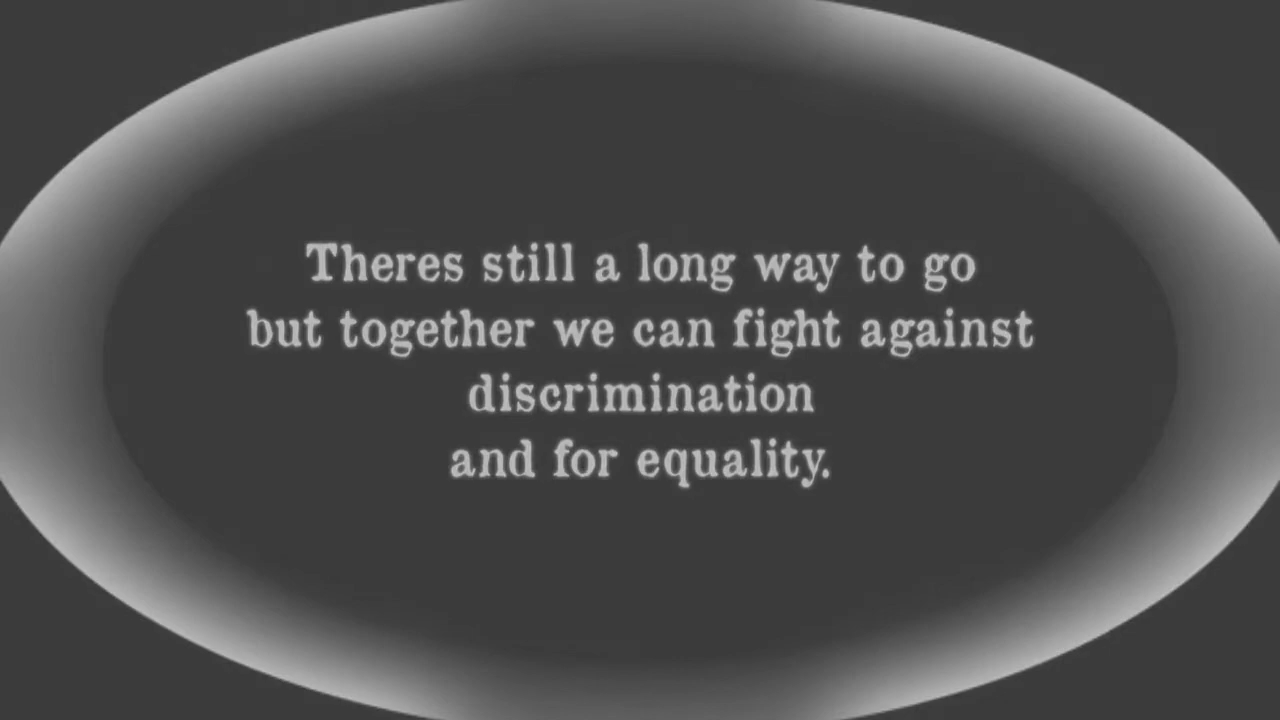 Theres still a long way to go
but together we can fight against
discrimination
and for equality.